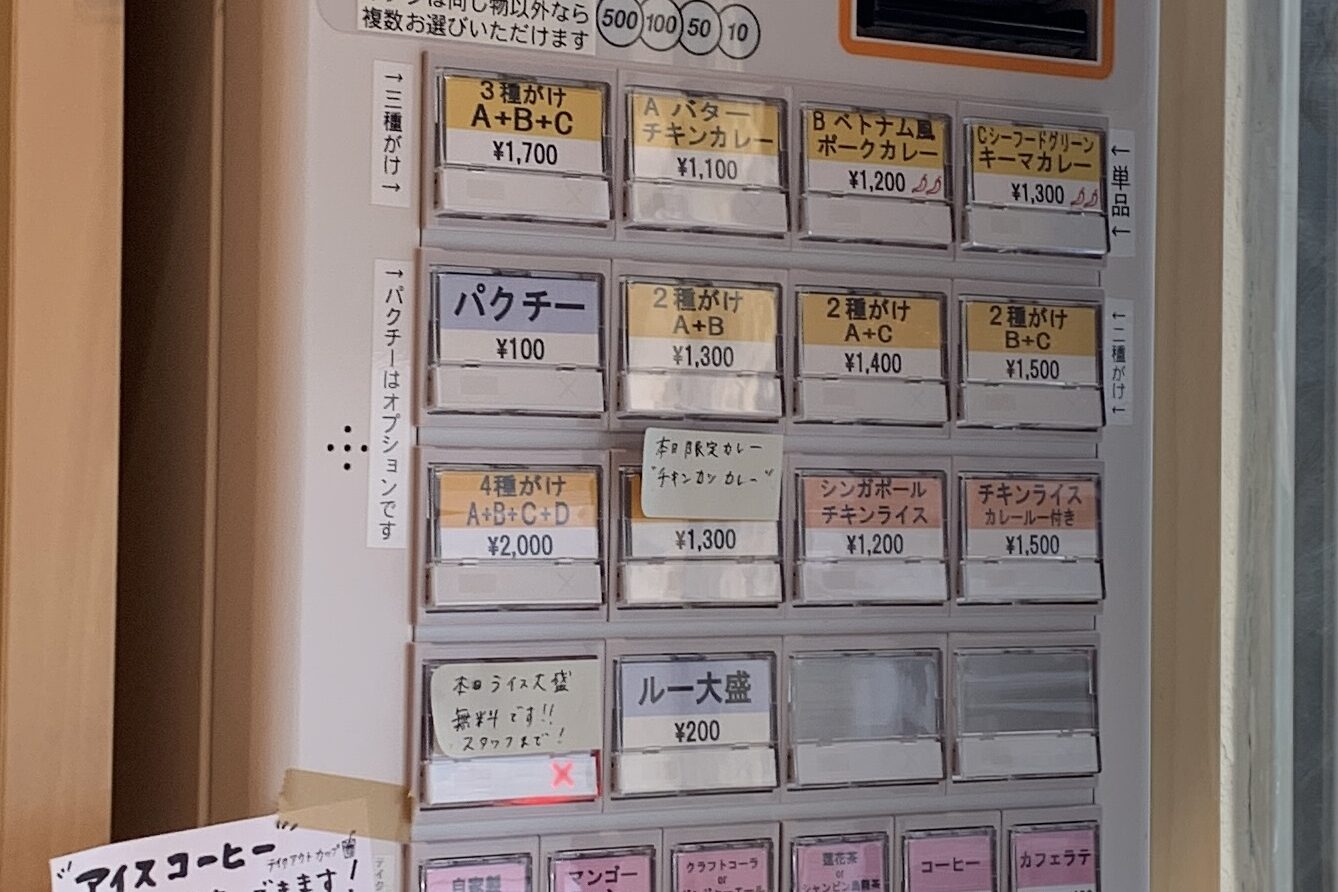 は同じ物以外なら
複数お選びいただけます
500 100 50 10
→三種がけ→
3種がけ
A+B+C
¥1,700
A バター
チキンカレー
¥1,100
B ベトナム風
ポークカレー
¥1,200
Cシーフードグリーン
キーマカレー
¥1,300
←単品←
→パクチーはオプションです
パクチー
¥100
2種がけ
A+B
¥1,300
2種がけ
A+C
¥1,400
2種がけ
B+C
¥1,500
←二種がけ←
4種がけ
A+B+C+D
¥2,000
本日限定カレー
"チキンカツカレー"
¥1,300
シンガポール
チキンライス
¥1,200
チキンライス
カレールー付き
¥1,500
本日ライス大盛
無料です!!
スタッフまで!
×
ルー大盛
¥200
"アイスコーヒー"
テイクアウトカップ
できます!
自家製
マンゴー
クラフトコーラ
or
蓮花茶
or
シャンピン烏龍茶
コーヒー
カフェラテ